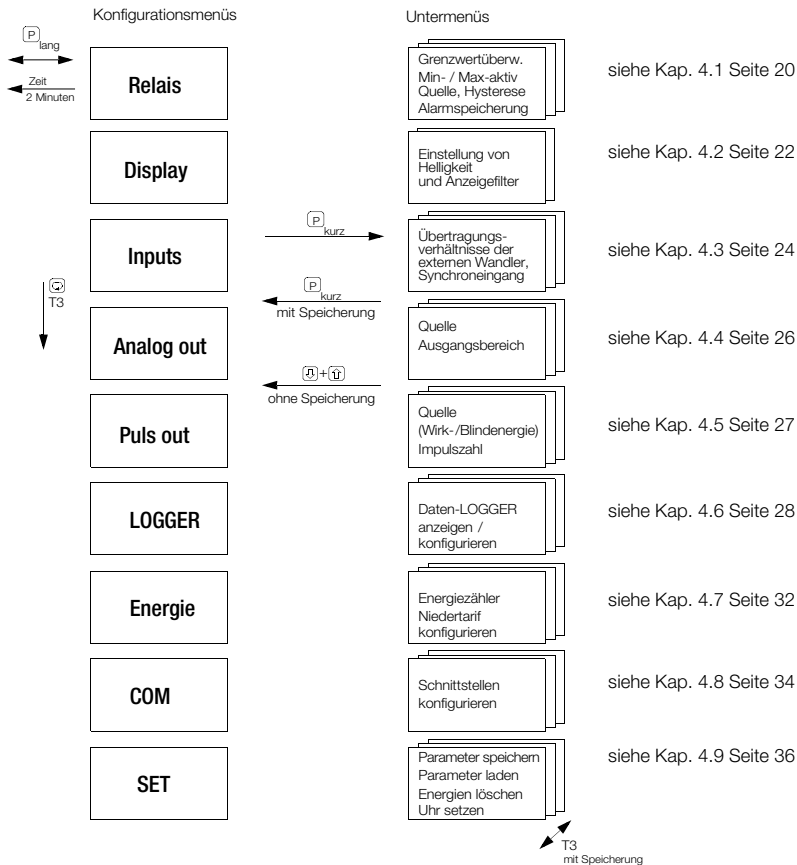 Konfigurationsmenüs
Untermenüs
P lang
Zeit
2 Minuten
Relais
Grenzwertüberw.
Min- / Max-aktiv
Quelle, Hysterese
Alarmspeicherung
siehe Kap. 4.1 Seite 20
Display
Einstellung von
Helligkeit
und Anzeigefilter
siehe Kap. 4.2 Seite 22
P kurz
Inputs
Übertragungs-
verhältnisse der
externen Wandler,
Synchroneingang
siehe Kap. 4.3 Seite 24
T3
P kurz
mit Speicherung
Analog out
Quelle
Ausgangsbereich
siehe Kap. 4.4 Seite 26
+
ohne Speicherung
Puls out
Quelle
(Wirk-/Blindenergie)
Impulszahl
siehe Kap. 4.5 Seite 27
LOGGER
Daten-LOGGER
anzeigen /
konfigurieren
siehe Kap. 4.6 Seite 28
Energie
Energiezähler
Niedertarif
konfigurieren
siehe Kap. 4.7 Seite 32
COM
Schnittstellen
konfigurieren
siehe Kap. 4.8 Seite 34
SET
Parameter speichern
Parameter laden
Energien löschen
Uhr setzen
siehe Kap. 4.9 Seite 36
T3
mit Speicherung